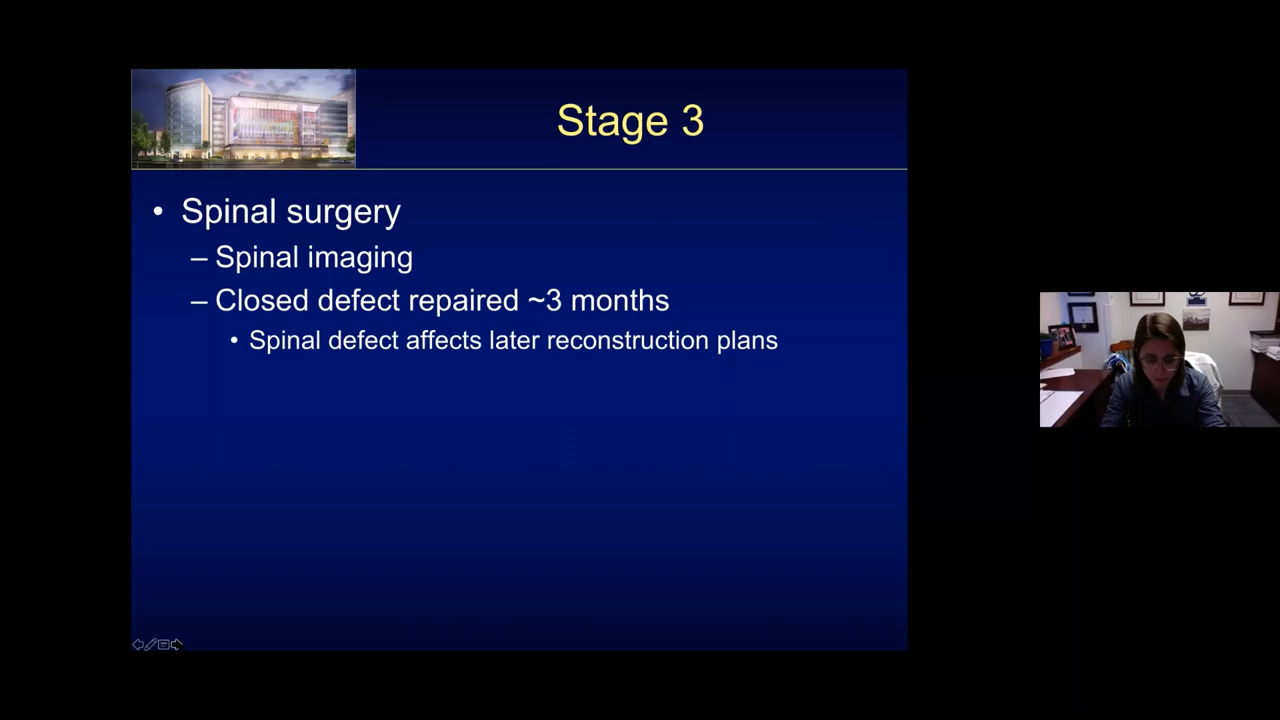 Stage 3
• Spinal surgery
– Spinal imaging
– Closed defect repaired ~3 months
• Spinal defect affects later reconstruction plans